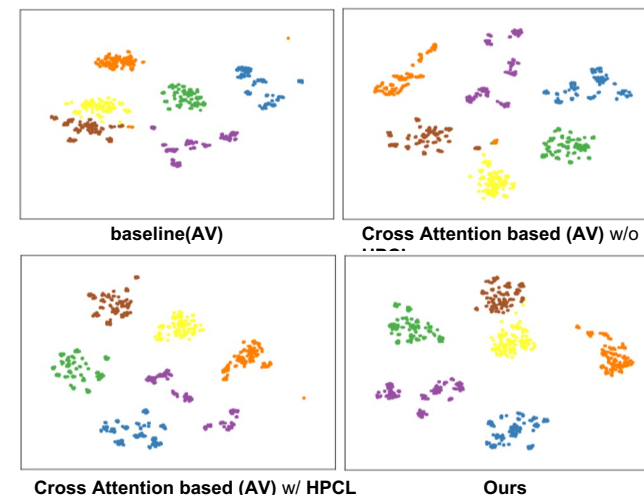 baseline(AV)
Cross Attention based (AV) w/o
Cross Attention based (AV) w/ HPCL
Ours